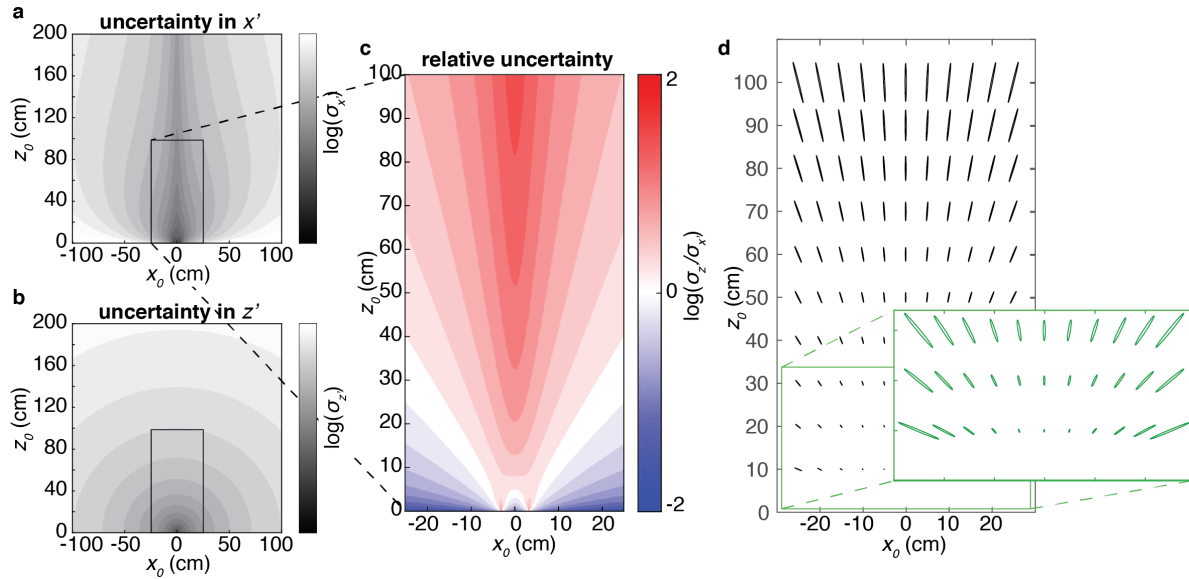 a
uncertainty in x'
200
160
120
80
40
0
z0 (cm)
-100 -50 0 50 100
x0 (cm)
log(σx')
b
uncertainty in z'
200
160
120
80
40
0
z0 (cm)
-100 -50 0 50 100
x0 (cm)
log(σz')
c
relative uncertainty
100
90
80
70
60
50
40
30
20
10
0
z0 (cm)
-20 -10 0 10 20
x0 (cm)
2
0
-2
log(σz'/σx')
d
100
90
80
70
60
50
40
30
20
10
0
z0 (cm)
-20 -10 0 10 20
x0 (cm)